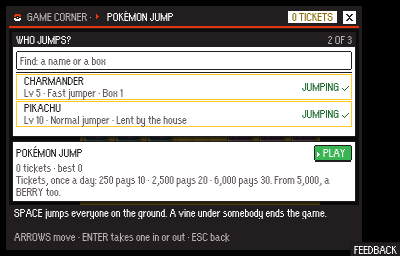 GAME CORNER · POKÉMON JUMP
0 TICKETS X
WHO JUMPS? 2 OF 3
Find: a name or a box
CHARMANDER
Lv 5 · Fast jumper · Box 1
JUMPING ✓
PIKACHU
Lv 10 · Normal jumper · Lent by the house
JUMPING ✓
POKÉMON JUMP
PLAY
0 tickets · best 0
Tickets, once a day: 250 pays 10 · 2,500 pays 20 · 6,000 pays 30. From 5,000, a
BERRY too.
SPACE jumps everyone on the ground. A vine under somebody ends the game.
ARROWS move · ENTER takes one in or out · ESC back
FEEDBACK